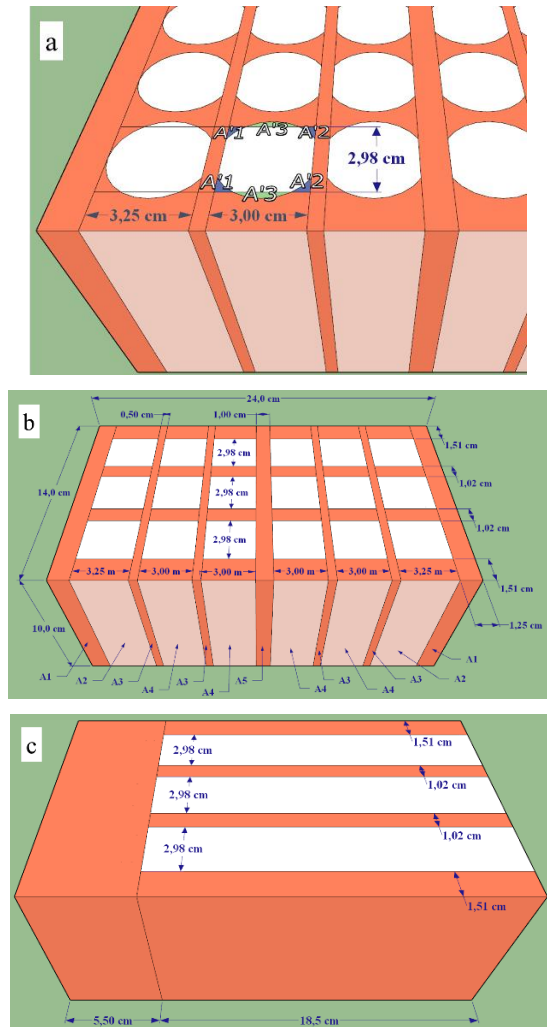 a
A'1 A'3 A'2
A'1 A'3 A'2
2,98 cm
3,25 cm 3,00 cm
b
24,0 cm
0,50 cm 1,00 cm
1,51 cm
2,98 cm
1,02 cm
14,0 cm
2,98 cm
1,02 cm
2,98 cm
3,25 m 3,00 m 3,00 m 3,00 m 3,00 m 3,25 m
1,51 cm
10,0 cm
1,25 cm
A1 A2 A3 A4 A3 A4 A5 A4 A3 A4 A3 A2 A1
c
2,98 cm
1,51 cm
2,98 cm
1,02 cm
2,98 cm
1,02 cm
1,51 cm
5,50 cm 18,5 cm